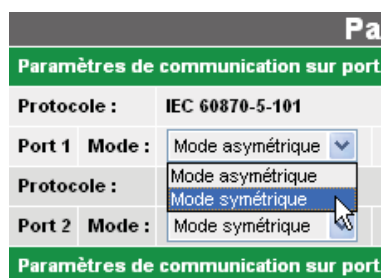 Pa
Paramètres de communication sur port
Protocole : IEC 60870-5-101
Port 1 Mode : Mode asymétrique
Mode asymétrique
Protocole :
Mode symétrique
Port 2 Mode : Mode symétrique
Paramètres de communication sur port